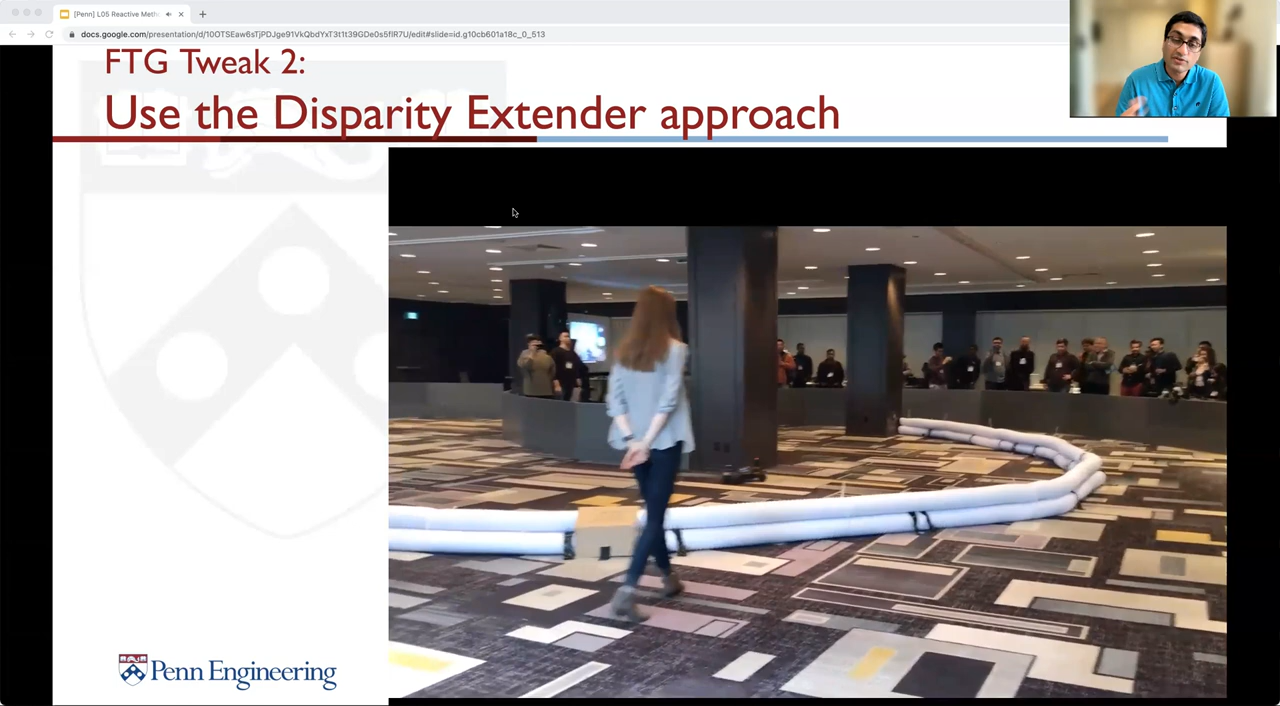 [Penn] L05 Reactive Meth
docs.google.com/presentation/d/10OTSEaw6sTjPDJge91VkQbdYxT3t1t39GDe0s5flR7U/edit#slide=id.g10cb601a18c_0_513
FTG Tweak 2:
Use the Disparity Extender approach
Penn Engineering